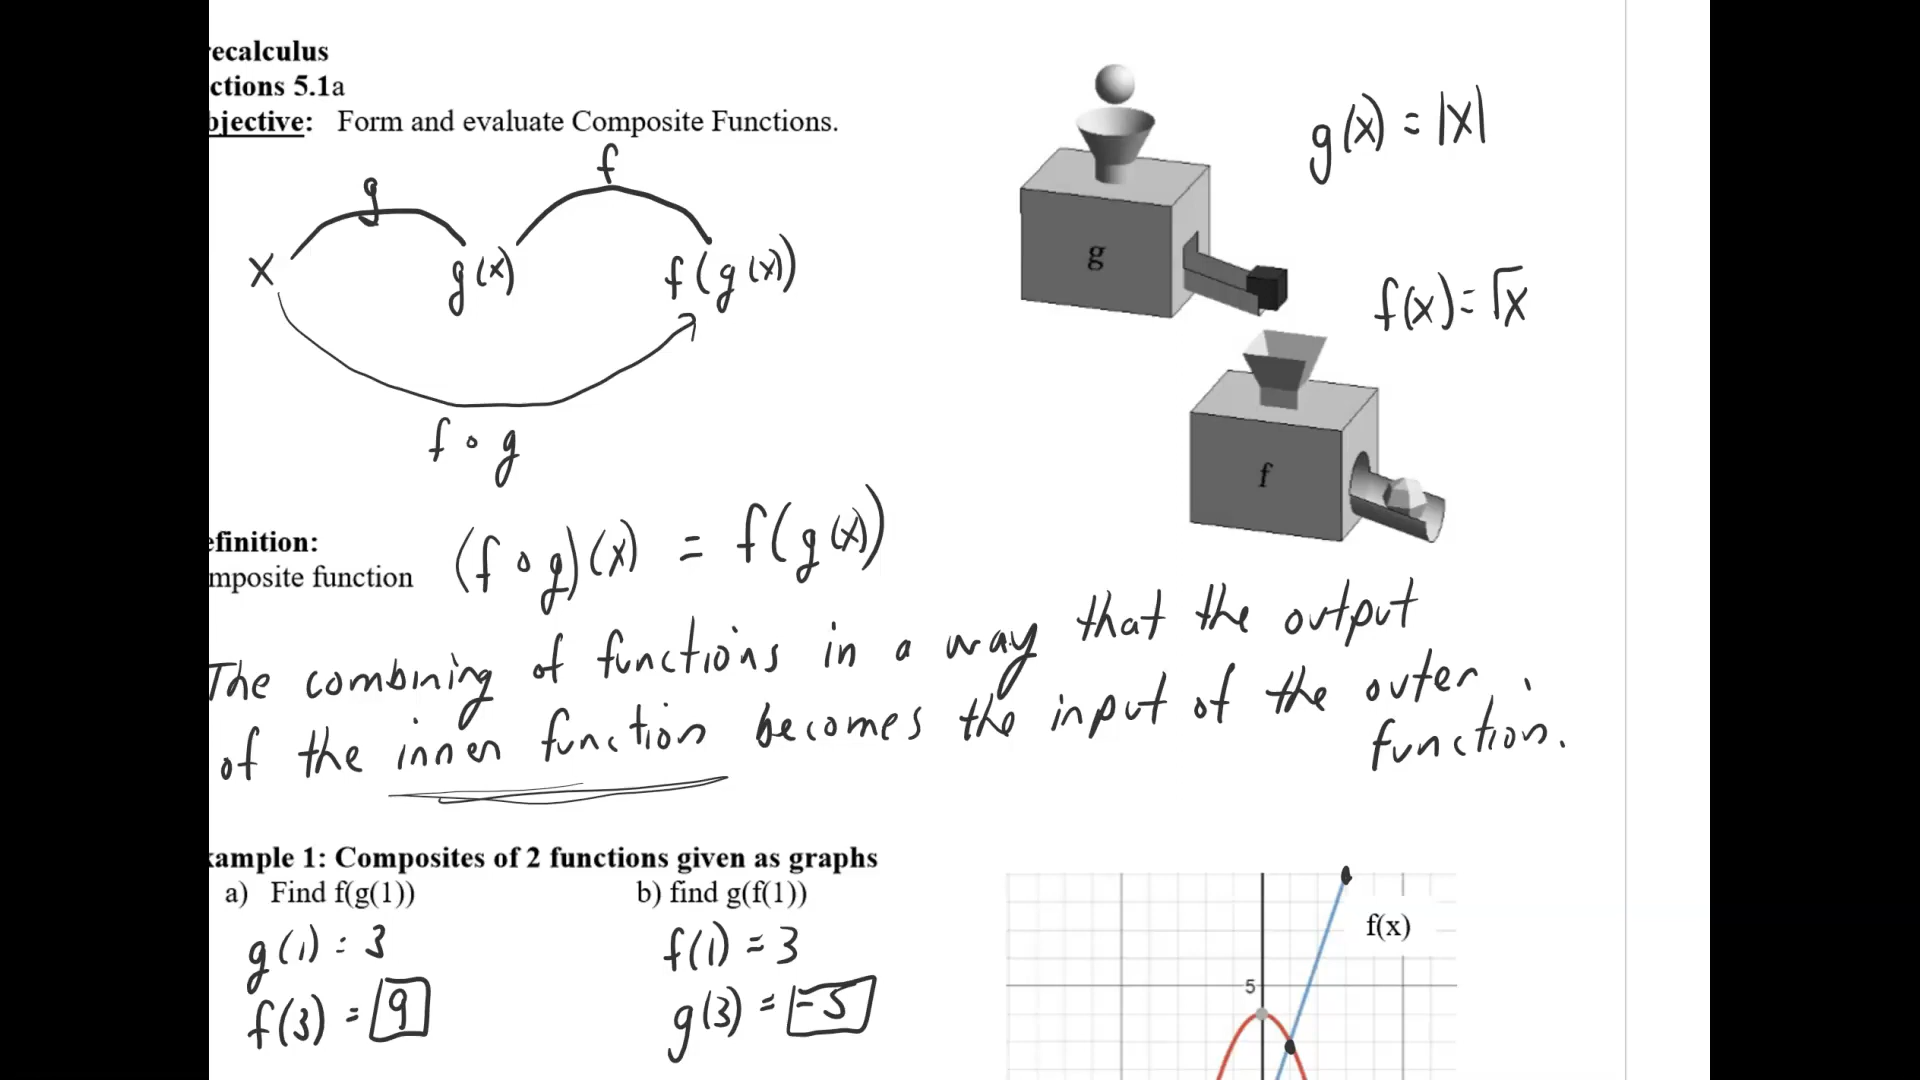 recalculus
ctions 5.1a
bjective: Form and evaluate Composite Functions.
g
f
x
g(x)
f(g(x))
f∘g
g(x) = |x|
g
f(x) = √x
f
efinition:
mposite function
(f∘g)(x) = f(g(x))
The combining of functions in a way that the output
of the inner function becomes the input of the outer
function.
xample 1: Composites of 2 functions given as graphs
a) Find f(g(1))
g(1) = 3
f(3) = 9
b) find g(f(1))
f(1) = 3
g(3) = -5
f(x)
5